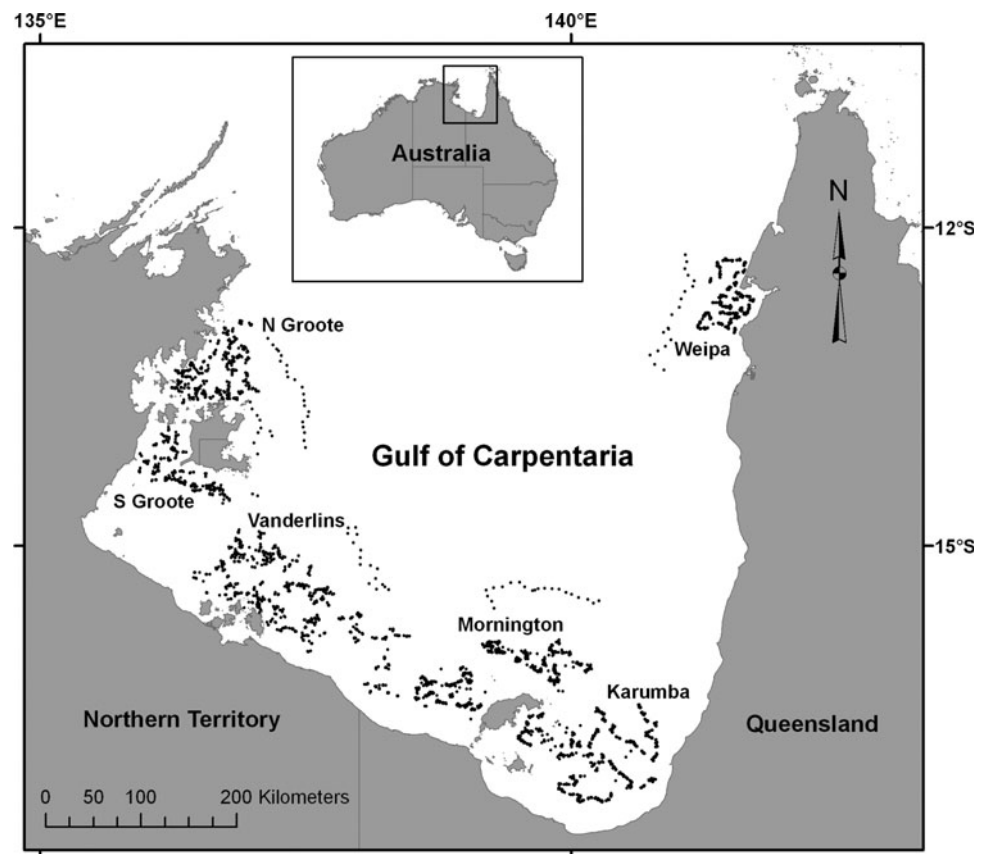 135°E
140°E
Australia
N
12°S
N Groote
Weipa
Gulf of Carpentaria
S Groote
Vanderlins
15°S
Mornington
Karumba
Northern Territory
Queensland
0 50 100 200 Kilometers